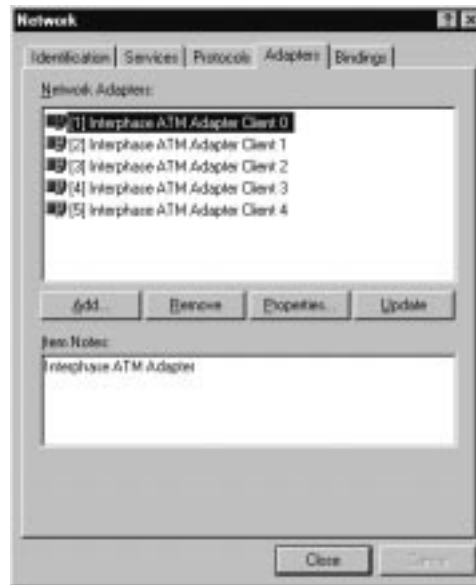 Network
Identification Services Protocols Adapters Bindings
Network Adapters:
[1] Interphase ATM Adapter Client 0
[2] Interphase ATM Adapter Client 1
[3] Interphase ATM Adapter Client 2
[4] Interphase ATM Adapter Client 3
[5] Interphase ATM Adapter Client 4
Add... Remove Properties... Update
Item Notes:
Interphase ATM Adapter
Close Cancel